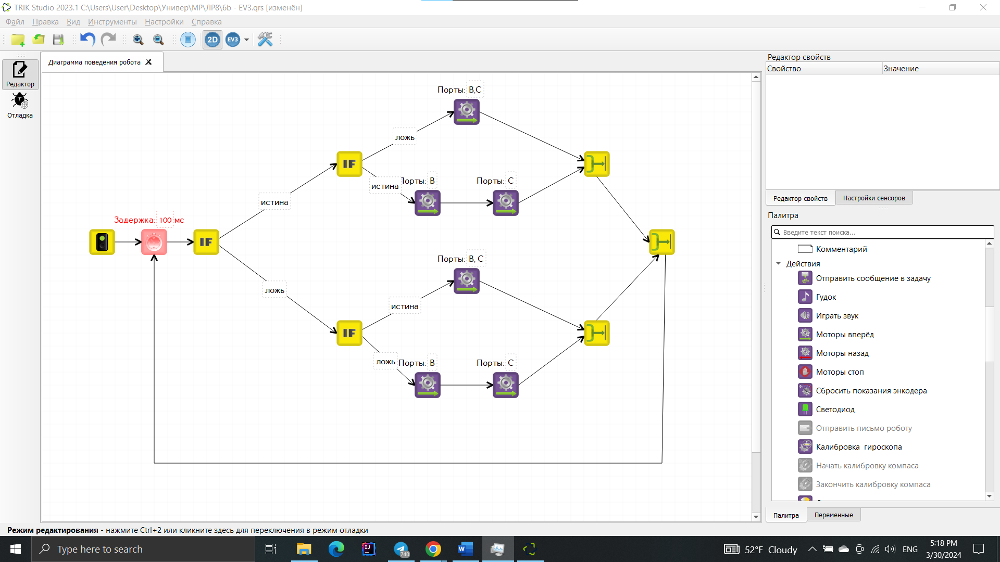 TRIK Studio 2023.1 C:\Users\User\Desktop\Универ\МР\ЛР8\6b - EV3.qrs [изменён]
Файл Правка Вид Инструменты Настройки Справка
2D EV3
Диаграмма поведения робота
Редактор
Отладка
Порты: B,C
ложь
IF
истина
Порты: B
Порты: C
истина
Задержка: 100 мс
IF
Порты: B, C
ложь
истина
IF
ложь
Порты: B
Порты: C
Редактор свойств
Свойство Значение
Редактор свойств Настройки сенсоров
Палитра
Введите текст поиска...
Комментарий
Действия
Отправить сообщение в задачу
Гудок
Играть звук
Моторы вперёд
Моторы назад
Моторы стоп
Сбросить показания энкодера
Светодиод
Отправить письмо роботу
Калибровка гироскопа
Начать калибровку компаса
Закончить калибровку компаса
Палитра Переменные
Режим редактирования - нажмите Ctrl+2 или кликните здесь для переключения в режим отладки
Type here to search
IJ
740
W
52°F Cloudy
ENG
5:18 PM
3/30/2024